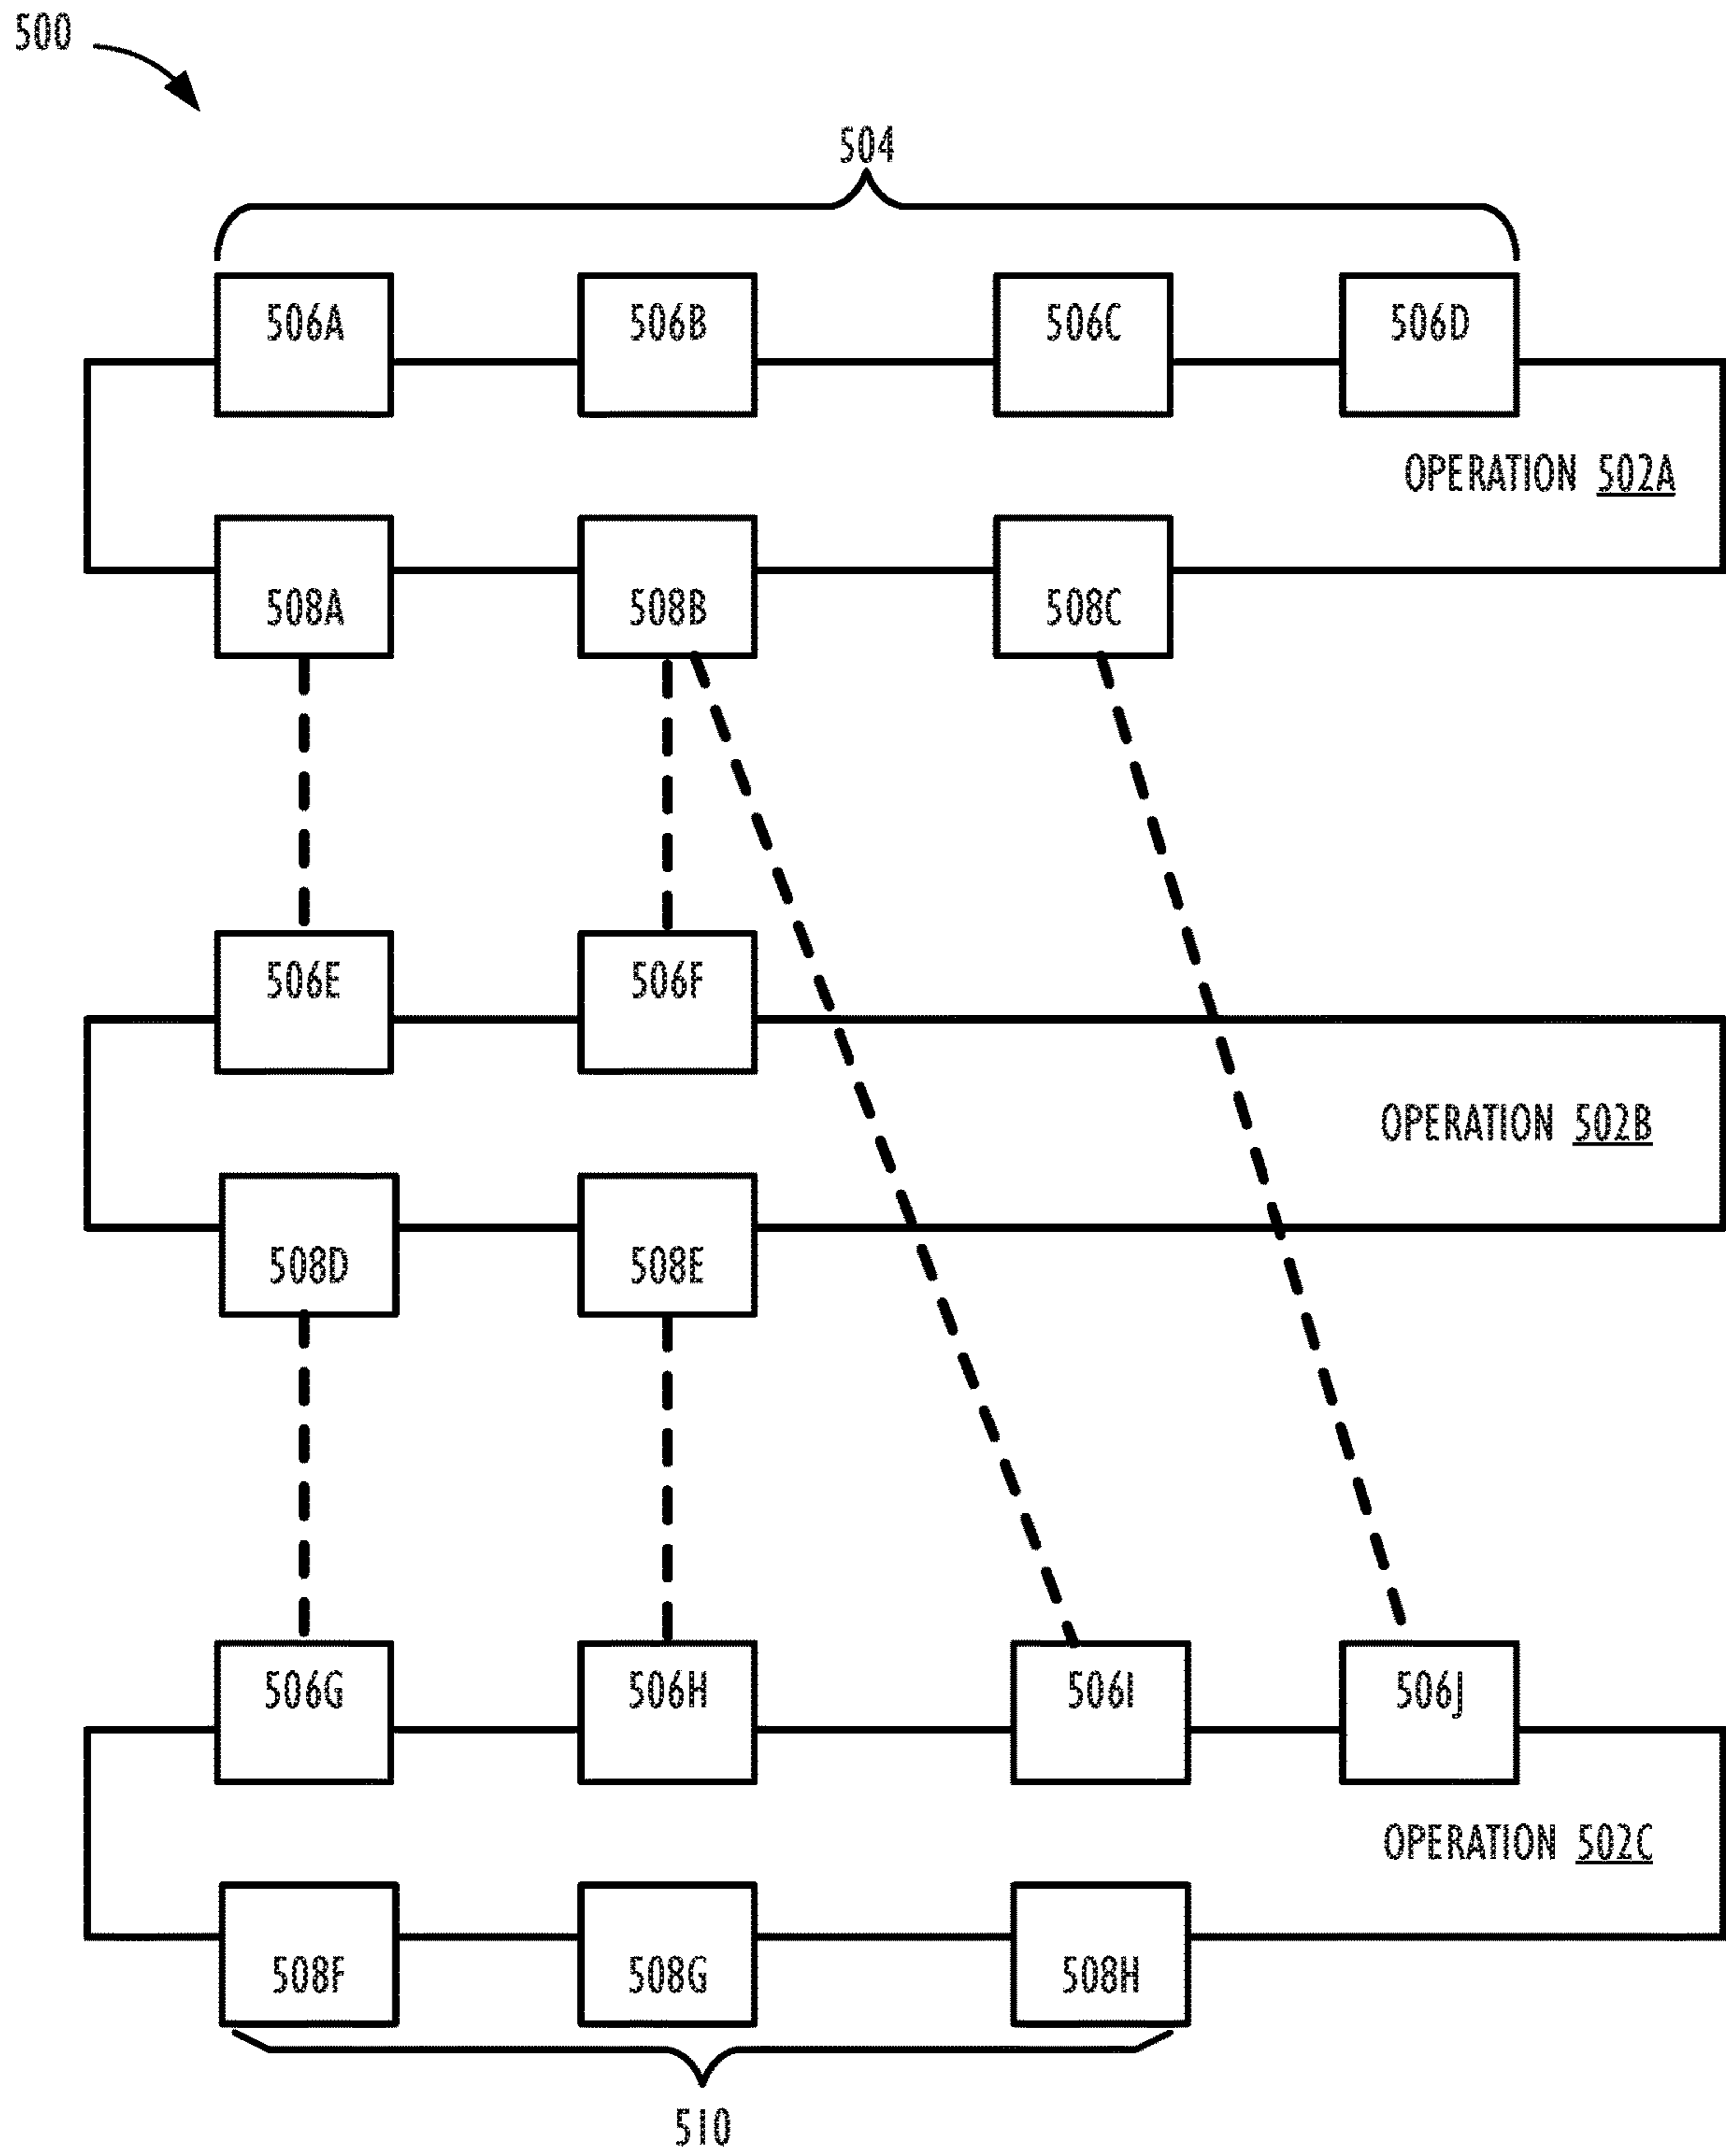 500
504
506A 506B 506C 506D
OPERATION 502A
508A 508B 508C
506E 506F
OPERATION 502B
508D 508E
506G 506H 506I 506J
OPERATION 502C
508F 508G 508H
510